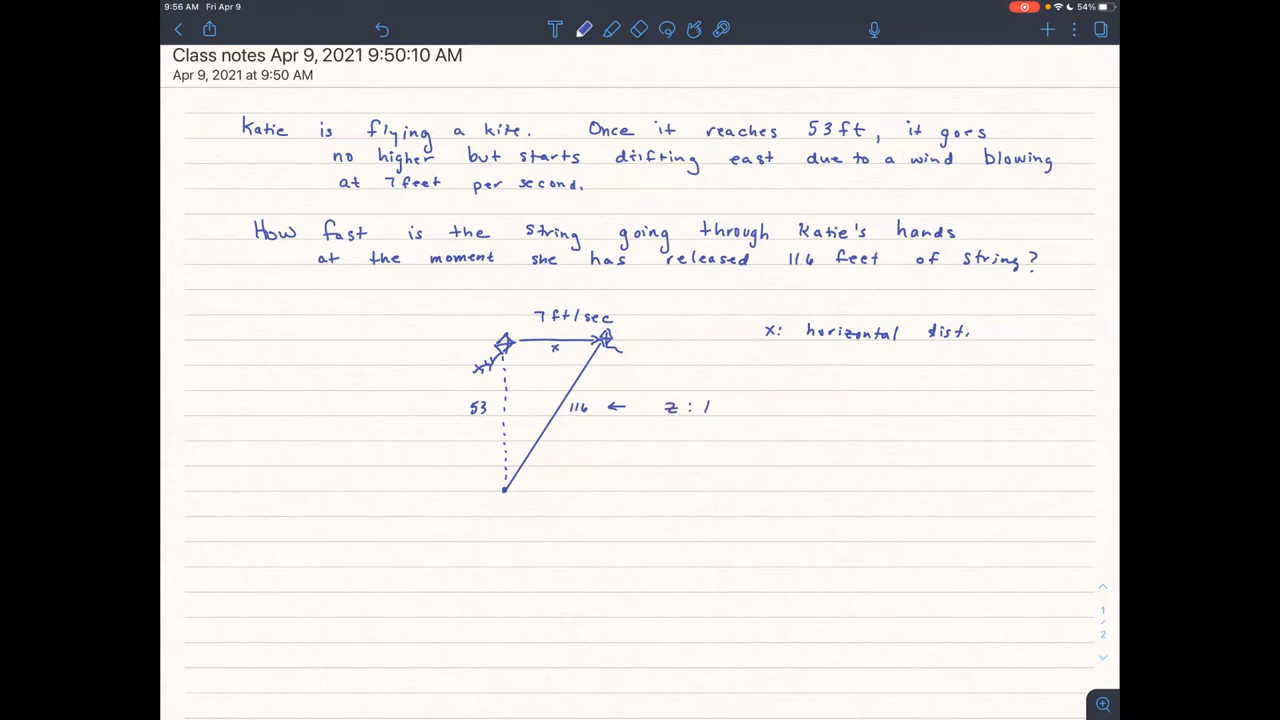 9:56 AM Fri Apr 9
54%
Class notes Apr 9, 2021 9:50:10 AM
Apr 9, 2021 at 9:50 AM
Katie is flying a kite. Once it reaches 53ft, it goes
no higher but starts drifting east due to a wind blowing
at 7 feet per second.
How fast is the string going through Katie's hands
at the moment she has released 116 feet of string?
7 ft/sec
x
x: horizontal dist.
53
116 ← z : l
1
/
2